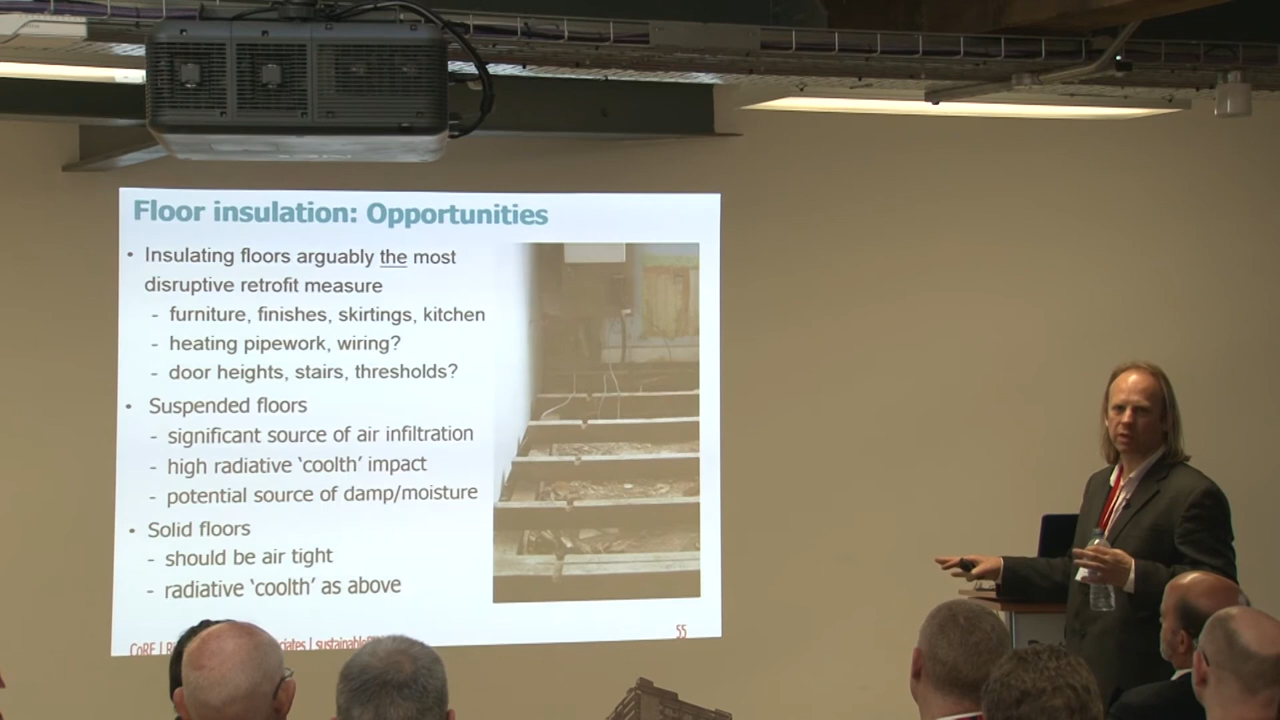 Floor insulation: Opportunities
• Insulating floors arguably the most
disruptive retrofit measure
- furniture, finishes, skirtings, kitchen
- heating pipework, wiring?
- door heights, stairs, thresholds?
• Suspended floors
- significant source of air infiltration
- high radiative ‘coolth’ impact
- potential source of damp/moisture
• Solid floors
- should be air tight
- radiative ‘coolth’ as above
CoRE |
55
NEC